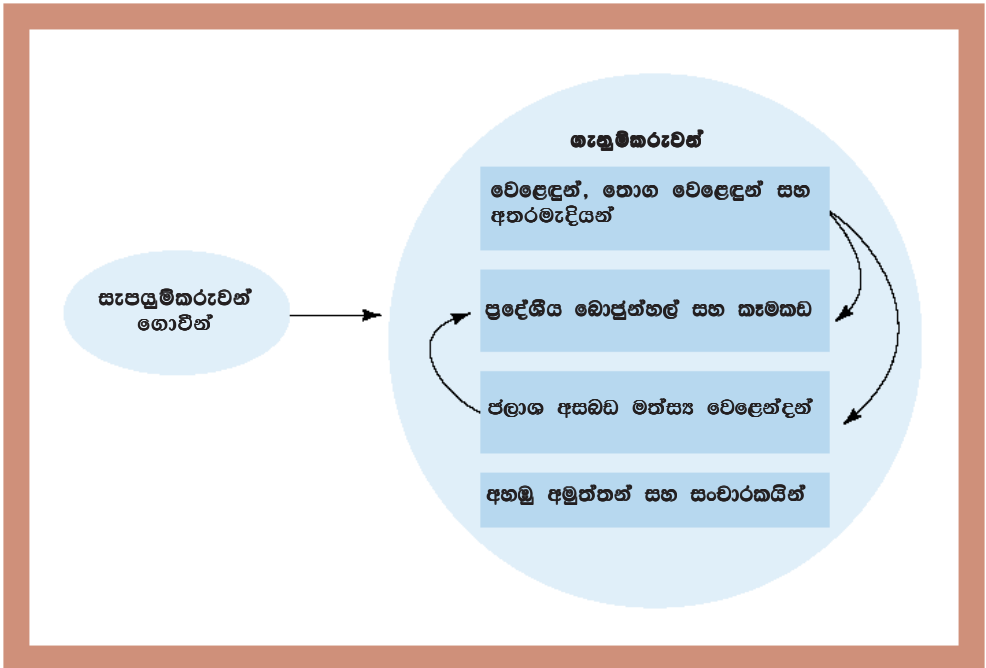 ගැනුම්කරුවන්
වෙළෙඳුන්, තොග වෙළෙඳුන් සහ
අතරමැදියන්
සැපයුම්කරුවන්
ගොවීන්
ප්‍රදේශීය බොජුන්හල් සහ කෑමකඩ
ජලාශ අසබඩ මත්ස්‍ය වෙළෙන්දන්
අහඹු අමුත්තන් සහ සංචාරකයින්